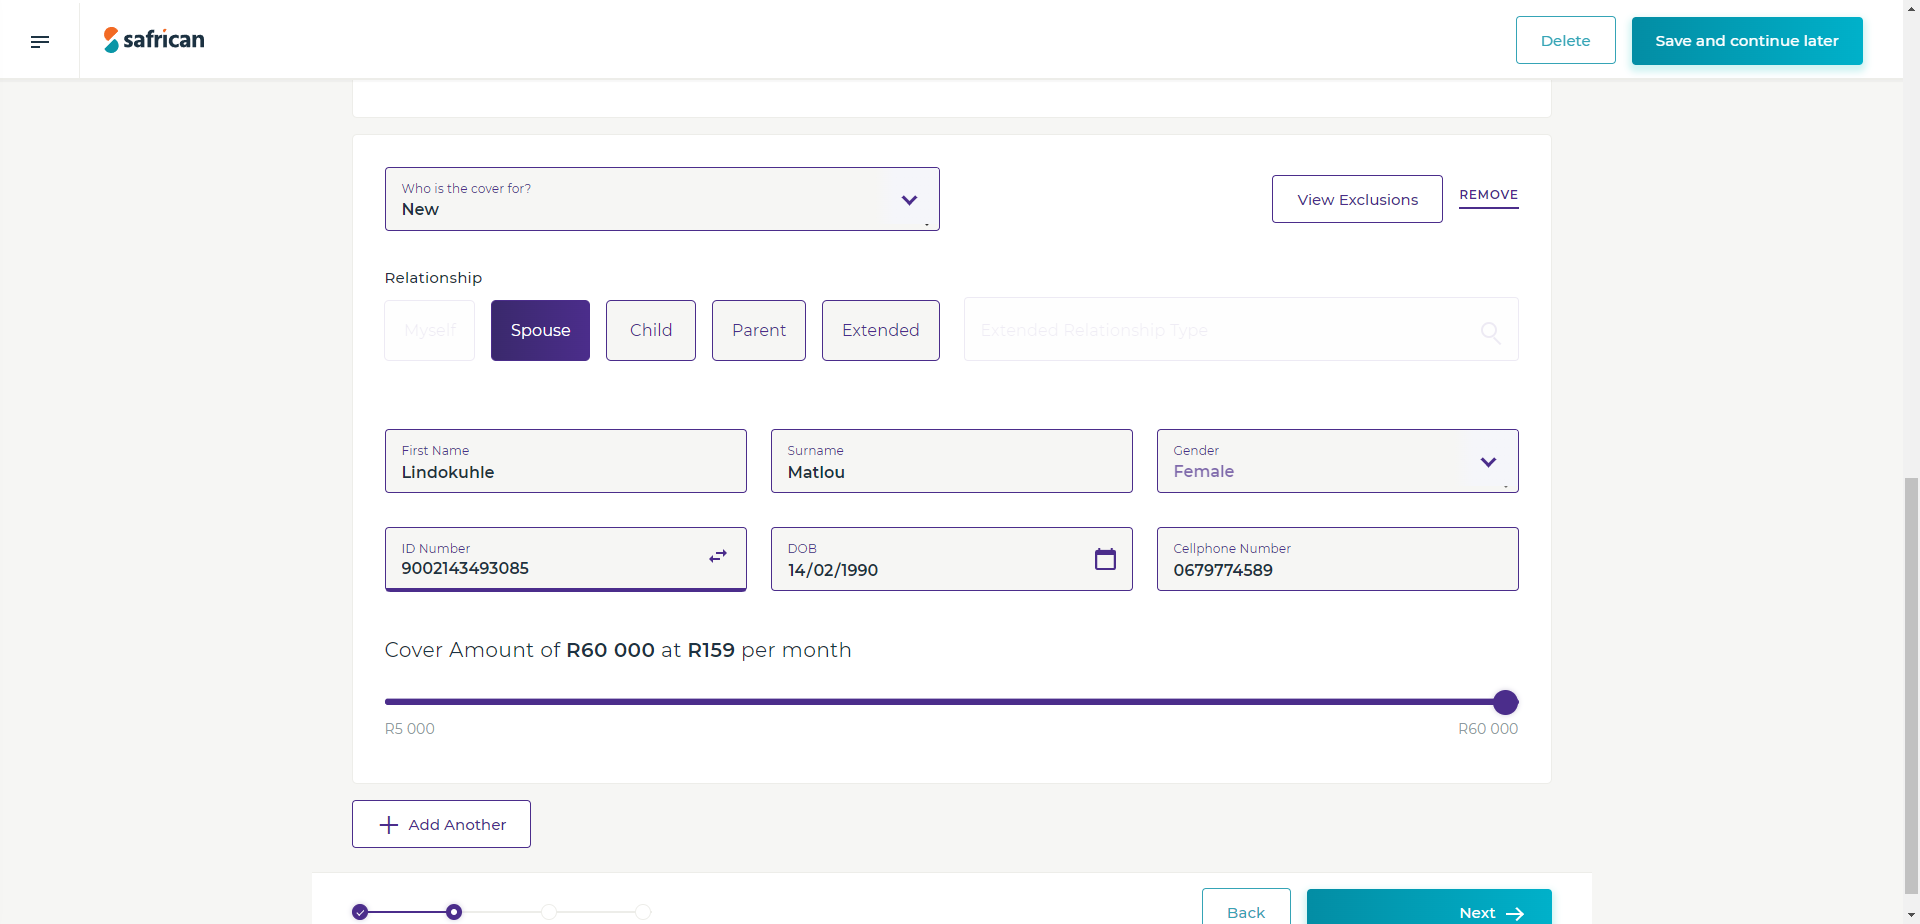 safrican
Delete
Save and continue later
Who is the cover for?
New
View Exclusions
REMOVE
Relationship
Myself
Spouse
Child
Parent
Extended
Extended Relationship Type
First Name
Lindokuhle
Surname
Matlou
Gender
Female
ID Number
9002143493085
DOB
14/02/1990
Cellphone Number
0679774589
Cover Amount of R60 000 at R159 per month
R5 000
R60 000
Add Another
Back
Next